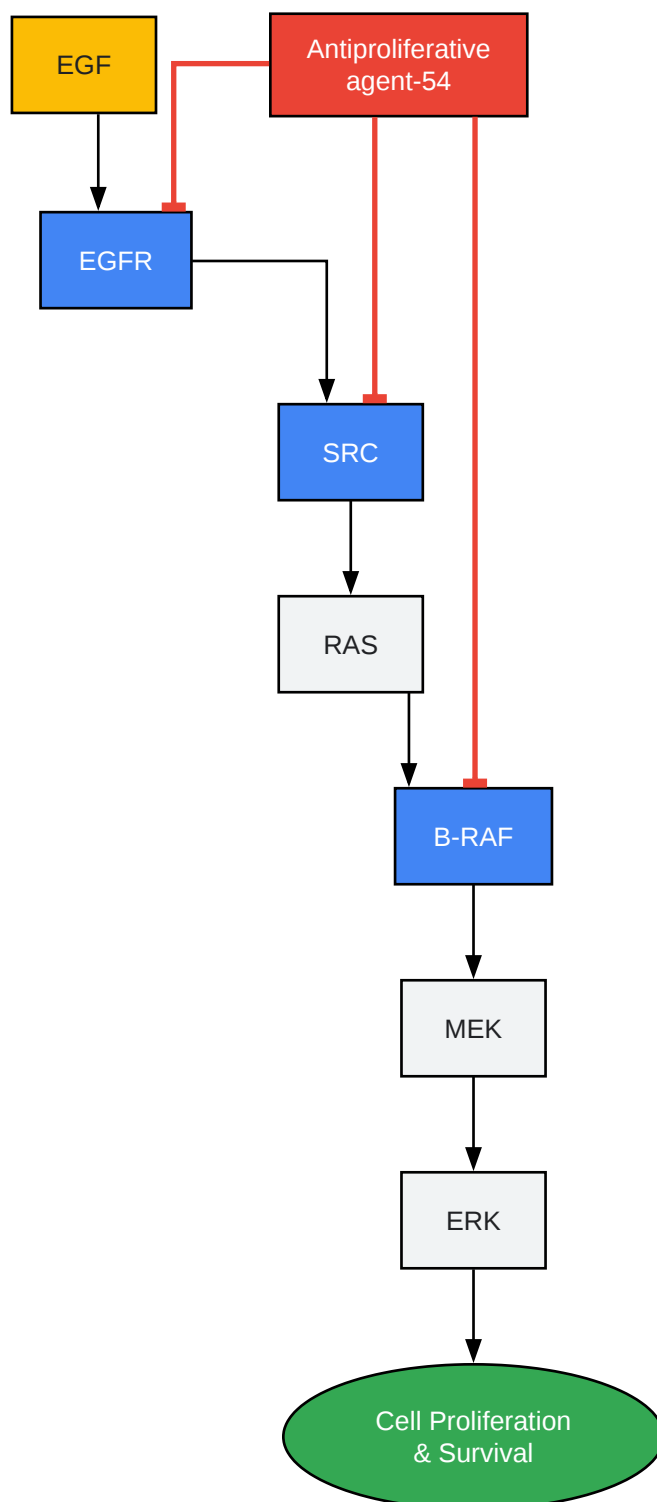 EGF
Antiproliferative
agent-54
EGFR
SRC
RAS
B-RAF
MEK
ERK
Cell Proliferation
& Survival